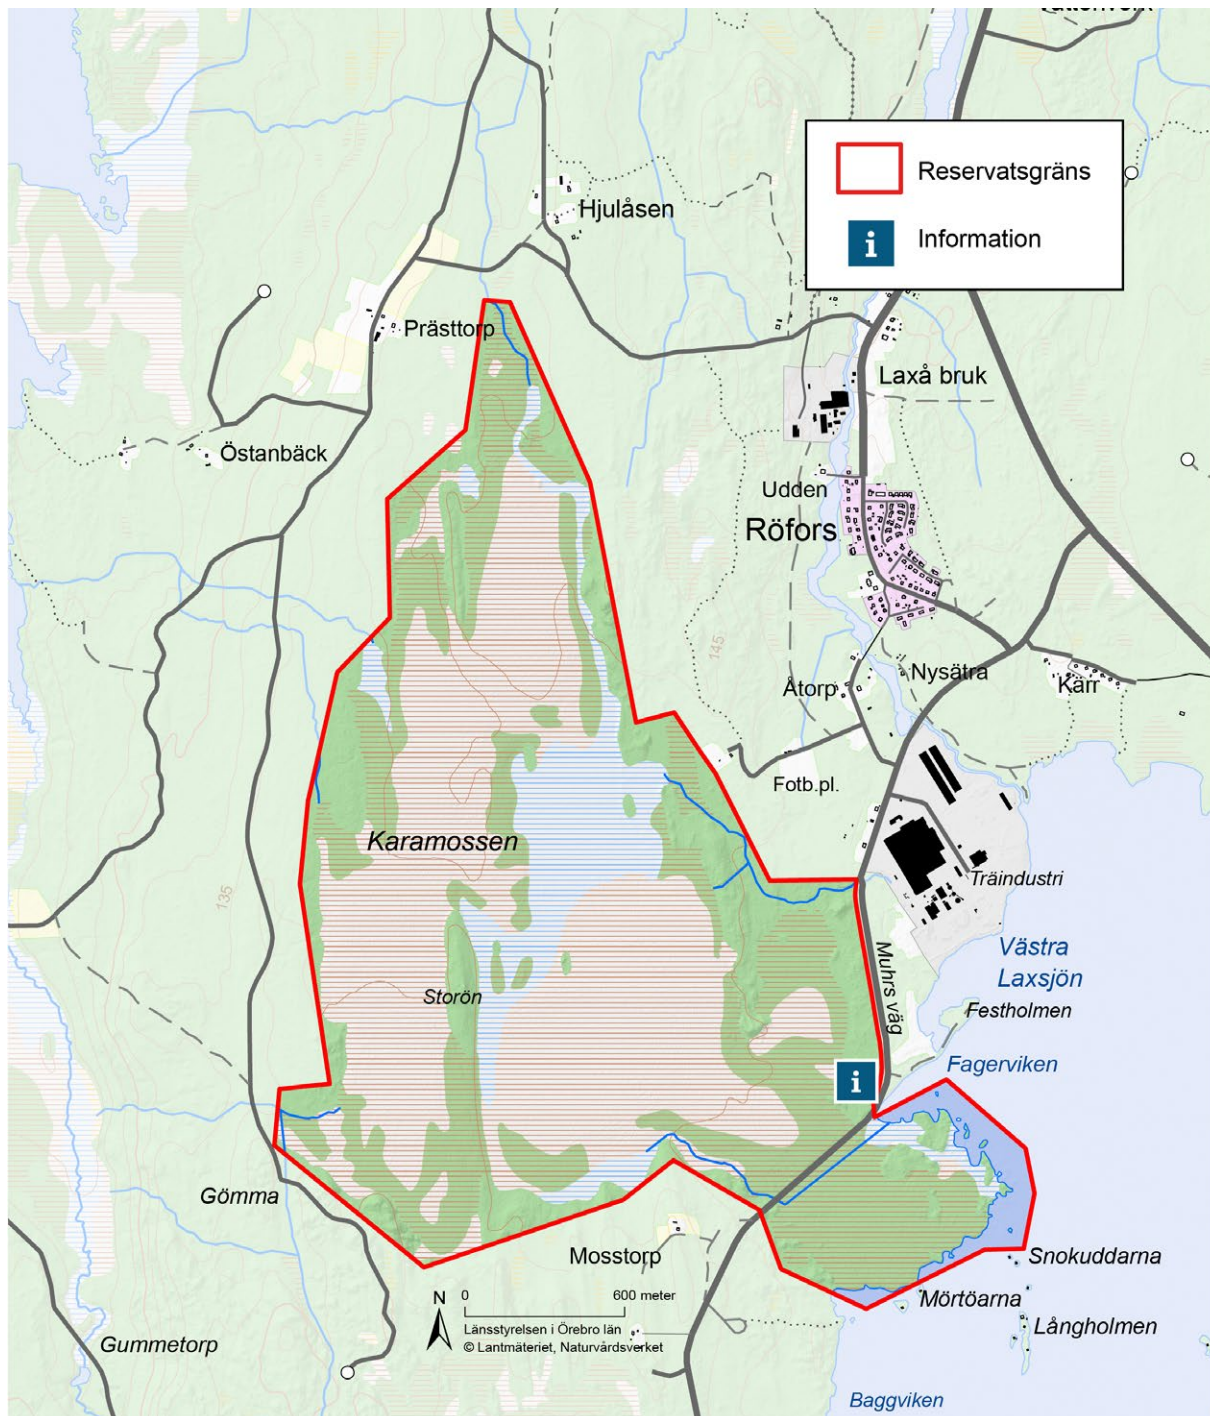 Reservatsgräns
Information
Hjulåsen
Prästtorp
Laxå bruk
Östanbäck
Udden
Röfors
145
Nysätra
Åtorp
Kärr
Fotb.pl.
Karamossen
Träindustri
135
Västra
Laxsjön
Muhrs väg
Storön
Festholmen
Fagerviken
i
Gömma
Mosstorp
Snokuddarna
Mörtöarna
Långholmen
N
0 600 meter
Länsstyrelsen i Örebro län
© Lantmäteriet, Naturvårdsverket
Gummetorp
Baggviken